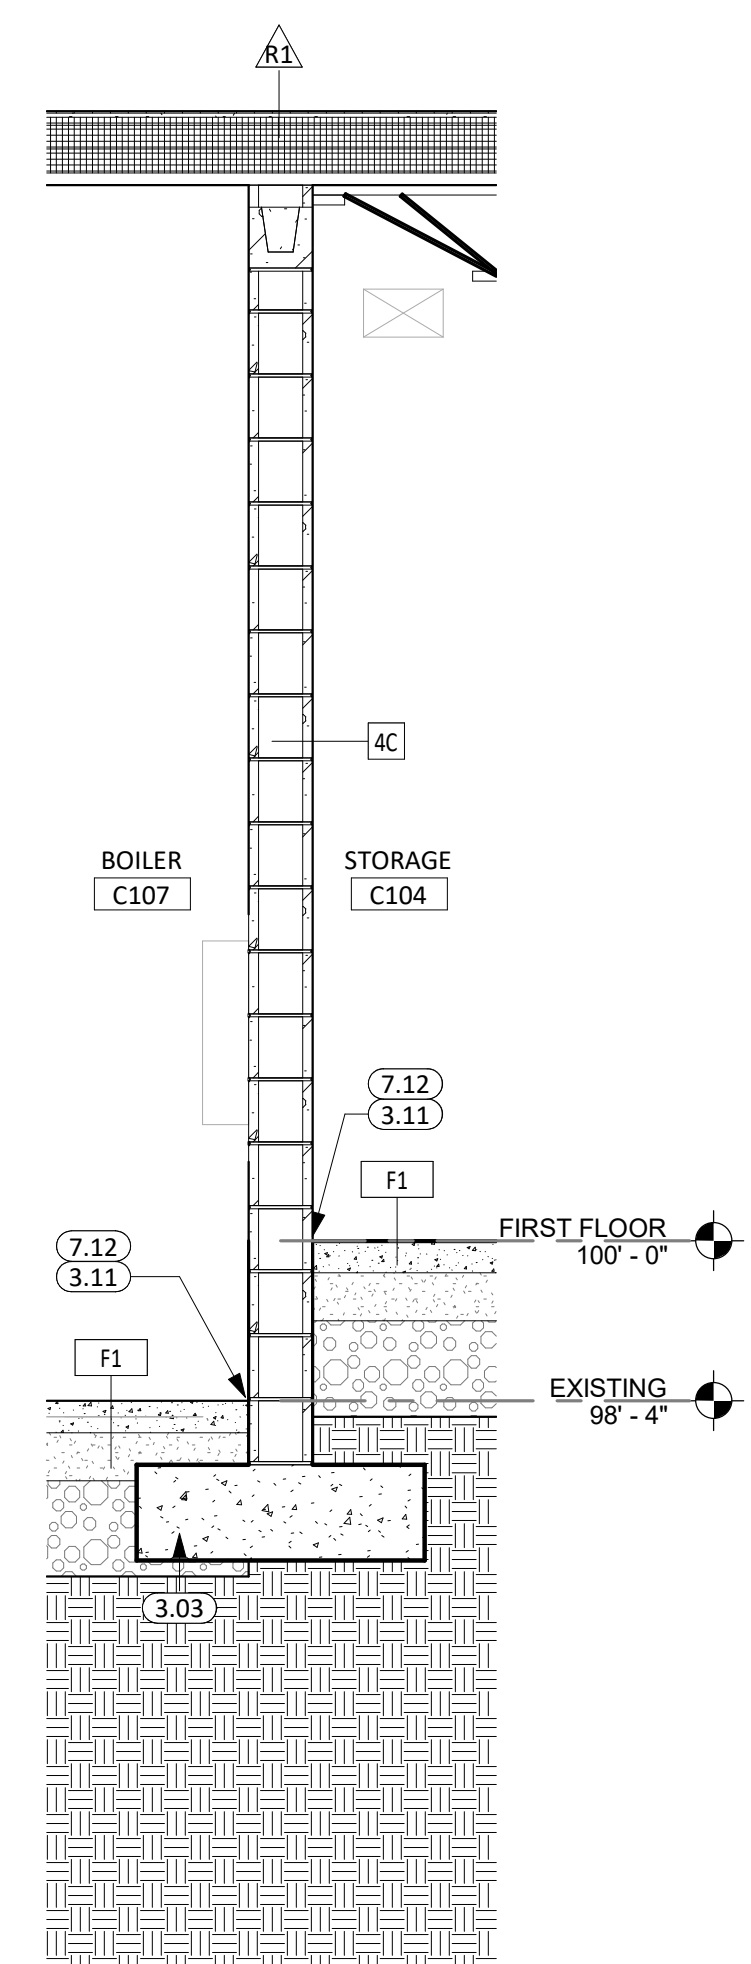 R1
4C
BOILER
C107
STORAGE
C104
7.12
3.11
F1
FIRST FLOOR
100' - 0"
7.12
3.11
F1
EXISTING
98' - 4"
3.03